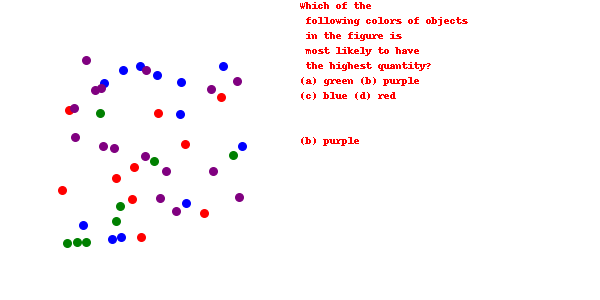 Which of the
following colors of objects
in the figure is
most likely to have
the highest quantity?
(a) green (b) purple
(c) blue (d) red
(b) purple